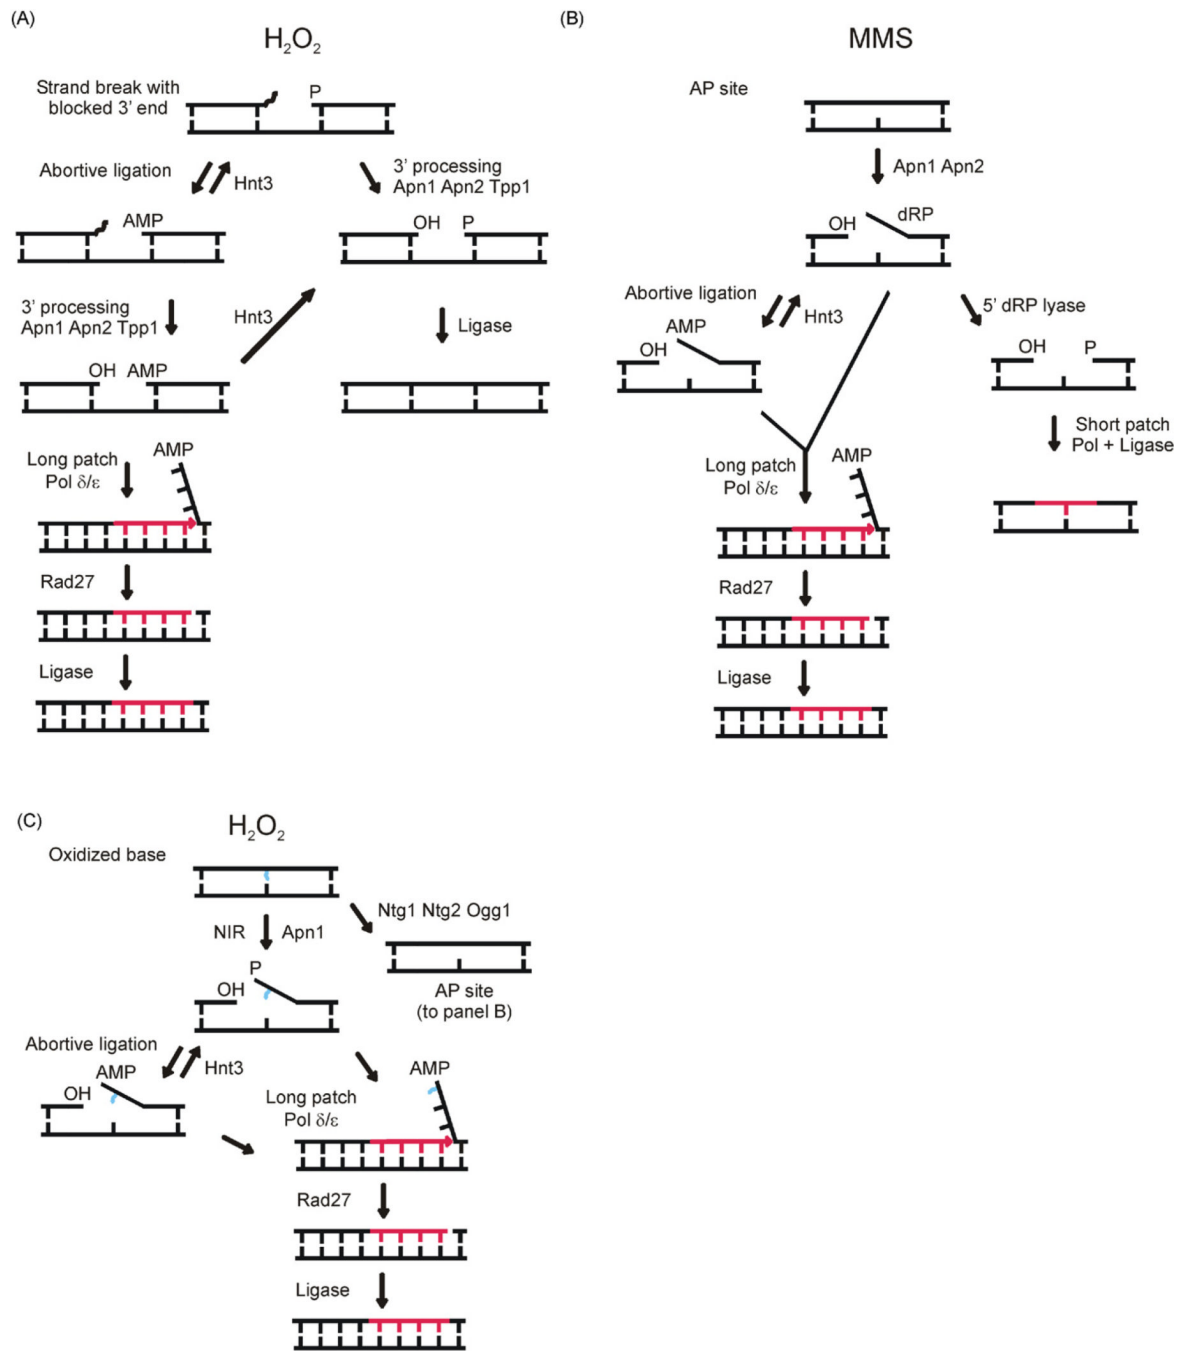 (A)
H2O2
Strand break with
blocked 3' end
P
Abortive ligation
Hnt3
3' processing
Apn1 Apn2 Tpp1
AMP
OH P
3' processing
Apn1 Apn2 Tpp1
Hnt3
Ligase
OH AMP
Long patch
Pol δ/ε
AMP
Rad27
Ligase
(B)
MMS
AP site
Apn1 Apn2
OH
dRP
Abortive ligation
Hnt3
5' dRP lyase
AMP
OH
OH P
Short patch
Pol + Ligase
Long patch
Pol δ/ε
AMP
Rad27
Ligase
(C)
H2O2
Oxidized base
Ntg1 Ntg2 Ogg1
NIR Apn1
P
OH
AP site
(to panel B)
Abortive ligation
Hnt3
AMP
OH
Long patch
Pol δ/ε
AMP
Rad27
Ligase